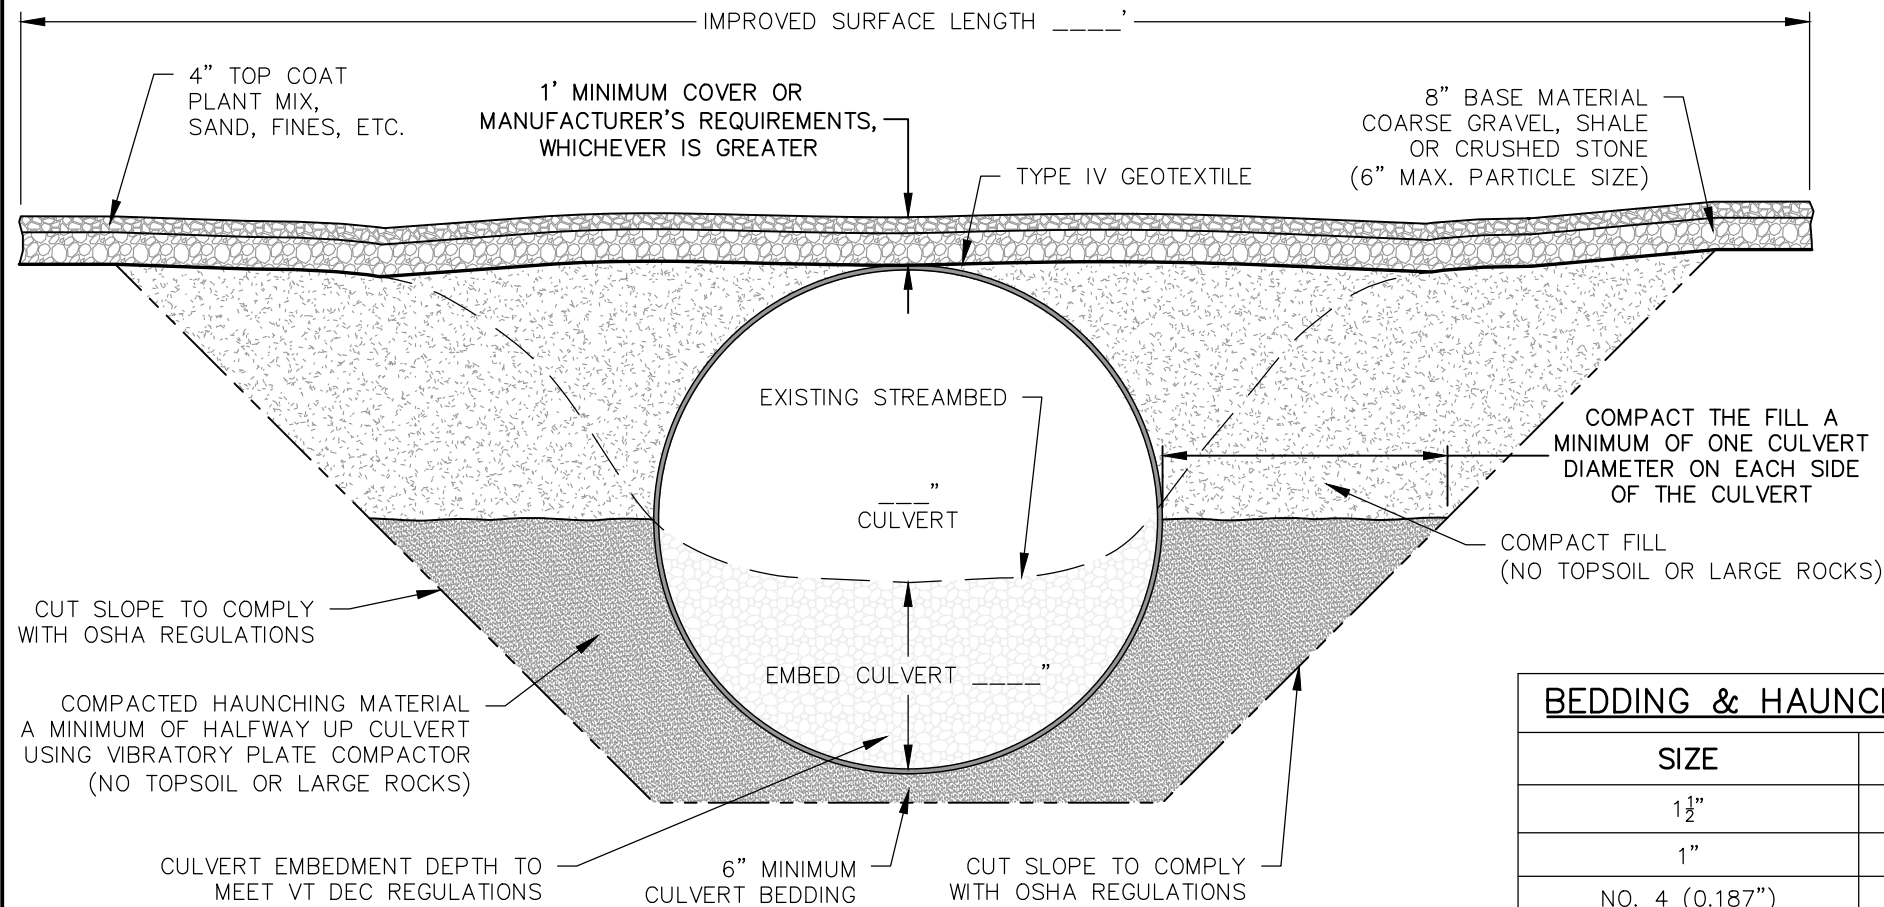 IMPROVED SURFACE LENGTH ____'
4" TOP COAT
PLANT MIX,
SAND, FINES, ETC.
1' MINIMUM COVER OR
MANUFACTURER'S REQUIREMENTS,
WHICHEVER IS GREATER
TYPE IV GEOTEXTILE
8" BASE MATERIAL
COARSE GRAVEL, SHALE
OR CRUSHED STONE
(6" MAX. PARTICLE SIZE)
EXISTING STREAMBED
___"
CULVERT
COMPACT THE FILL A
MINIMUM OF ONE CULVERT
DIAMETER ON EACH SIDE
OF THE CULVERT
COMPACT FILL
(NO TOPSOIL OR LARGE ROCKS)
CUT SLOPE TO COMPLY
WITH OSHA REGULATIONS
COMPACTED HAUNCHING MATERIAL
A MINIMUM OF HALFWAY UP CULVERT
USING VIBRATORY PLATE COMPACTOR
(NO TOPSOIL OR LARGE ROCKS)
EMBED CULVERT ____"
CULVERT EMBEDMENT DEPTH TO
MEET VT DEC REGULATIONS
6" MINIMUM
CULVERT BEDDING
CUT SLOPE TO COMPLY
WITH OSHA REGULATIONS
BEDDING & HAUNC
SIZE
1½"
1"
NO. 4 (0.187")